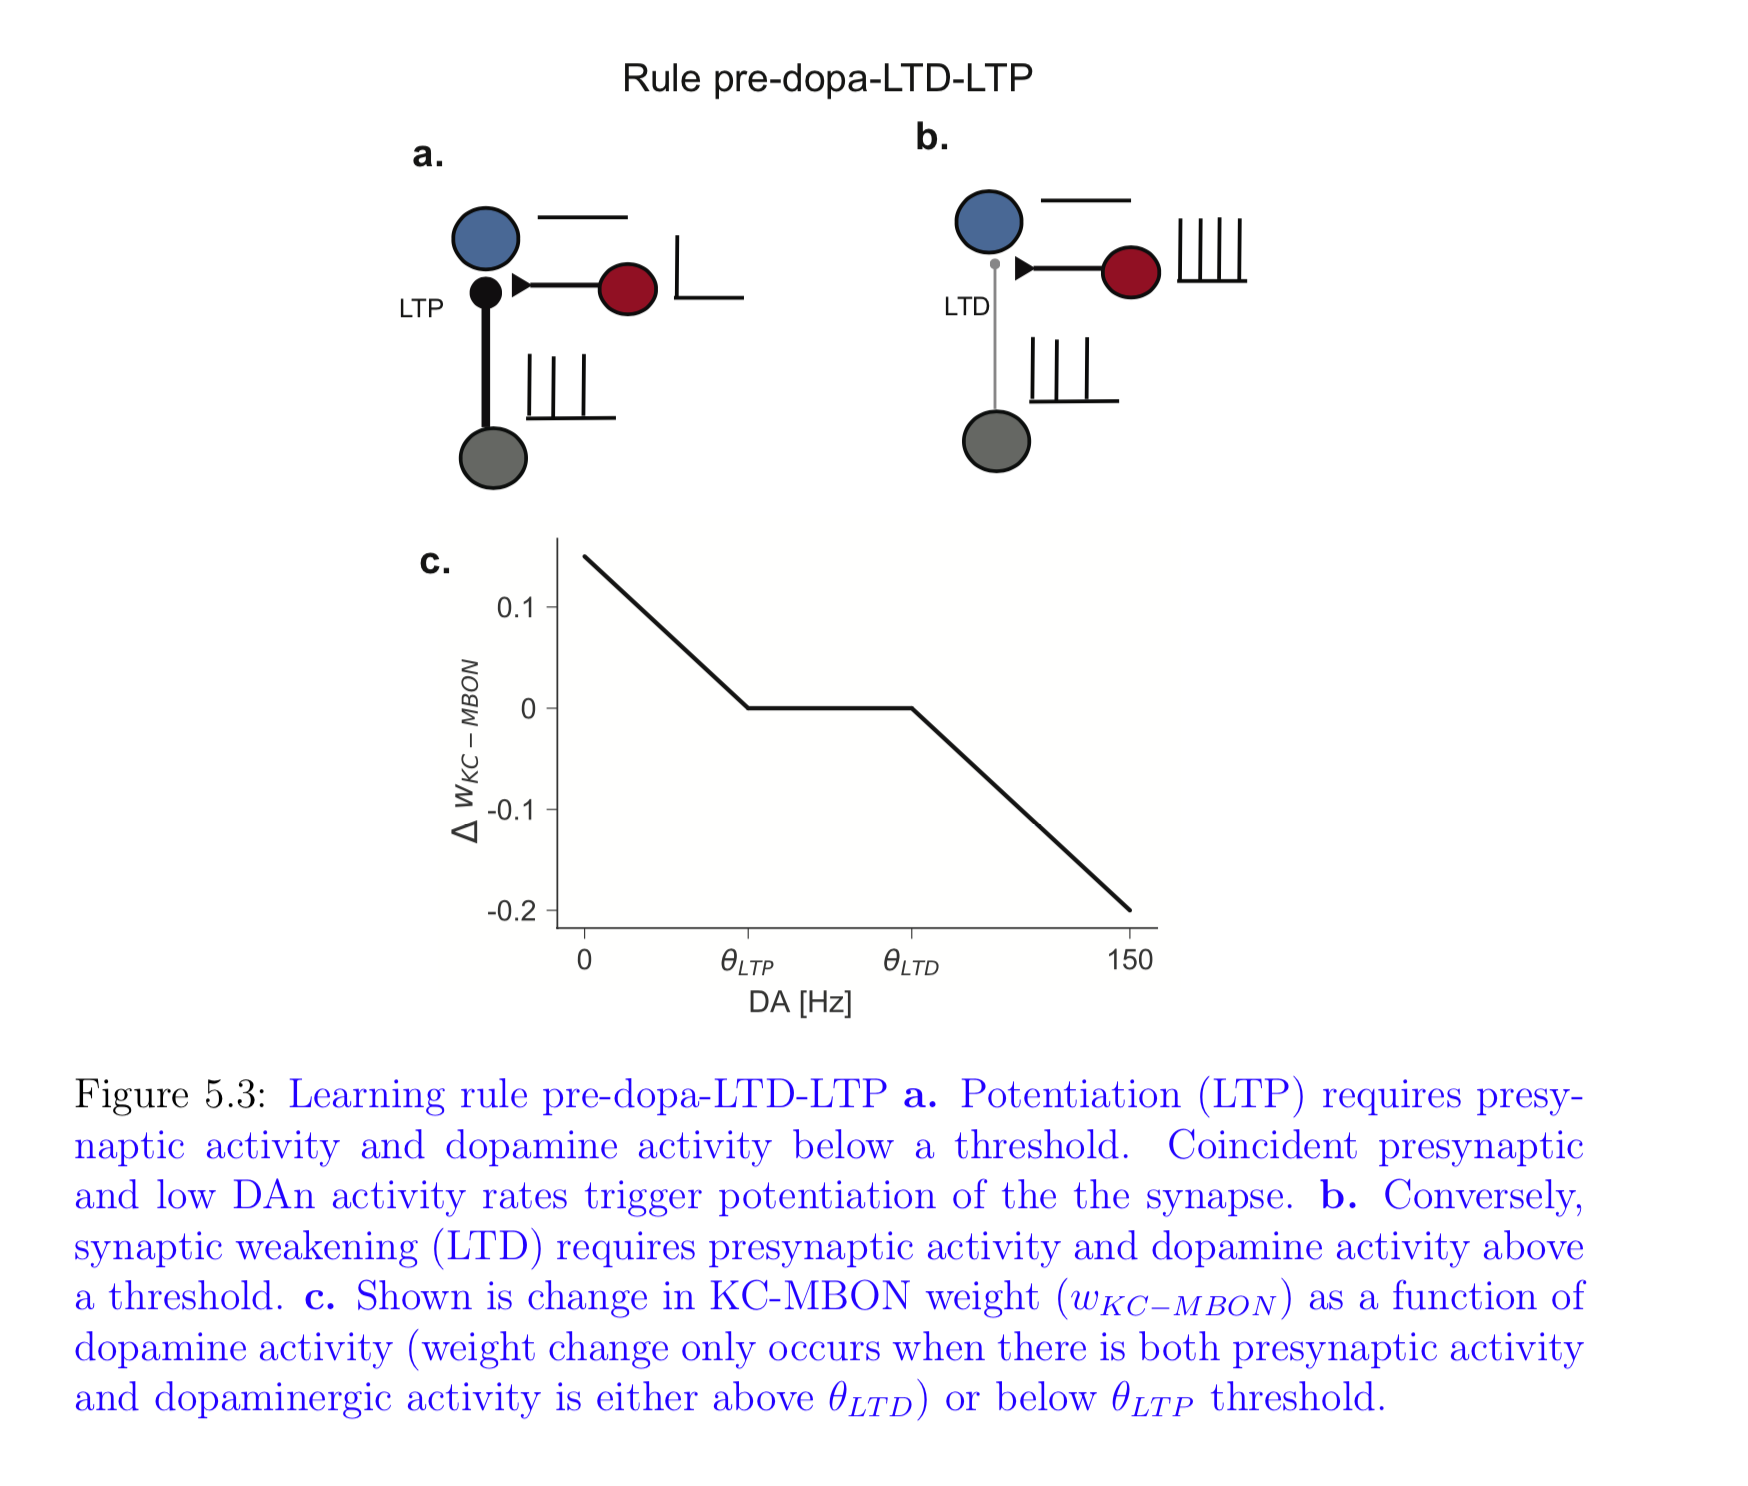 Rule pre-dopa-LTD-LTP
a.
b.
LTP
LTD
c.
0.1
0
-0.1
-0.2
Δ w_{KC − MBON}
0 θ_{LTP} θ_{LTD} 150
DA [Hz]
Figure 5.3: Learning rule pre-dopa-LTD-LTP a. Potentiation (LTP) requires presy-
naptic activity and dopamine activity below a threshold. Coincident presynaptic
and low DAn activity rates trigger potentiation of the the synapse. b. Conversely,
synaptic weakening (LTD) requires presynaptic activity and dopamine activity above
a threshold. c. Shown is change in KC-MBON weight (w_{KC−MBON}) as a function of
dopamine activity (weight change only occurs when there is both presynaptic activity
and dopaminergic activity is either above θ_{LTD}) or below θ_{LTP} threshold.